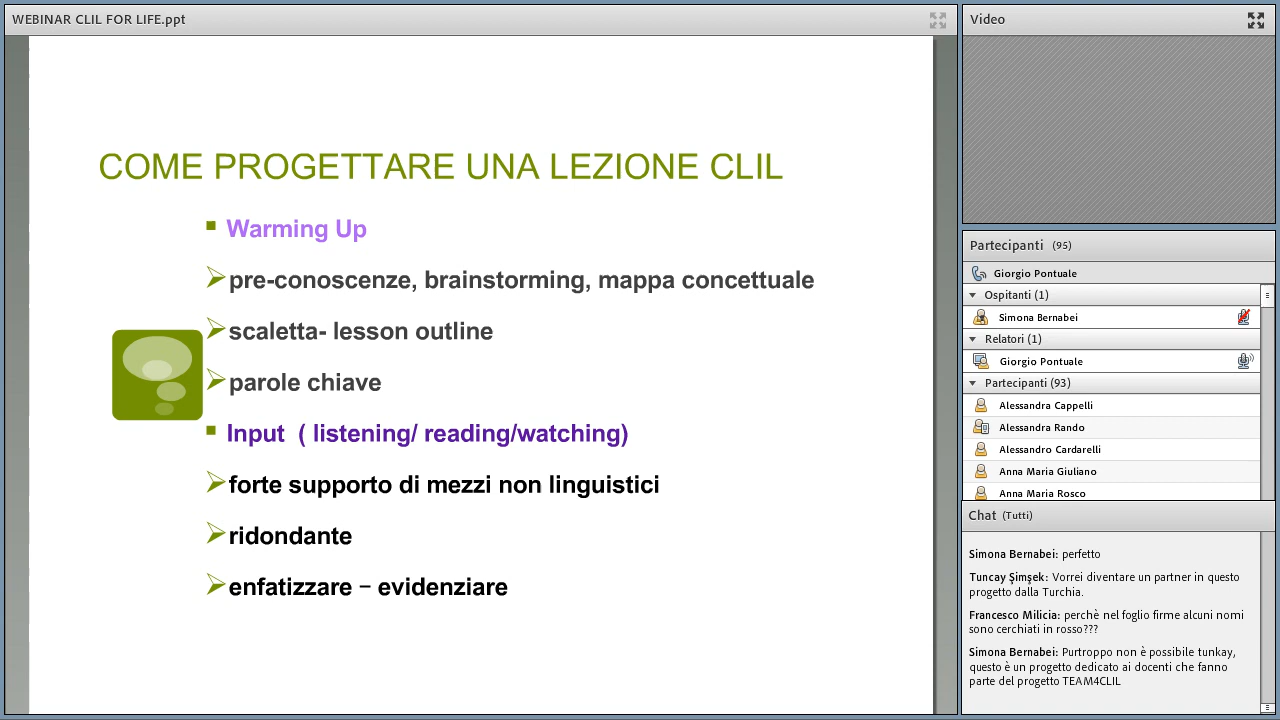 WEBINAR CLIL FOR LIFE.ppt
COME PROGETTARE UNA LEZIONE CLIL
Warming Up
pre-conoscenze, brainstorming, mappa concettuale
scaletta- lesson outline
parole chiave
Input ( listening/ reading/watching)
forte supporto di mezzi non linguistici
ridondante
enfatizzare – evidenziare
Video
Partecipanti (95)
Giorgio Pontuale
Ospitanti (1)
Simona Bernabei
Relatori (1)
Giorgio Pontuale
Partecipanti (93)
Alessandra Cappelli
Alessandra Rando
Alessandro Cardarelli
Anna Maria Giuliano
Anna Maria Rosco
Chat (Tutti)
Simona Bernabei: perfetto
Tuncay Şimşek: Vorrei diventare un partner in questo
progetto dalla Turchia.
Francesco Milicia: perchè nel foglio firme alcuni nomi
sono cerchiati in rosso???
Simona Bernabei: Purtroppo non è possibile tunkay,
questo è un progetto dedicato ai docenti che fanno
parte del progetto TEAM4CLIL